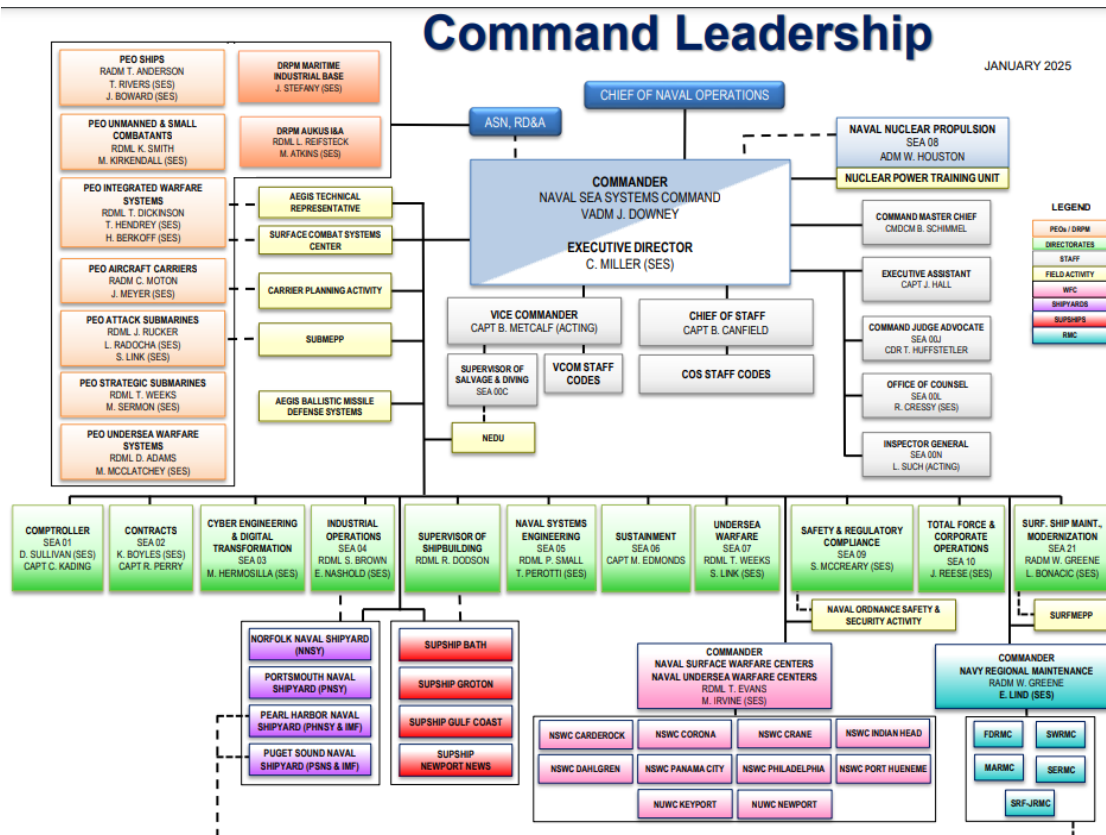 Command Leadership
JANUARY 2025
PEO SHIPS
RADM T. ANDERSON
T. RIVERS (SES)
J. BOWARD (SES)
DRPM MARITIME
INDUSTRIAL BASE
J. STEFANY (SES)
PEO UNMANNED & SMALL
COMBATANTS
RDML K. SMITH
M. KIRKENDALL (SES)
DRPM AUKUS I&A
RDML L. REIFSTECK
M. ATKINS (SES)
PEO INTEGRATED WARFARE
SYSTEMS
RDML T. DICKINSON
T. HENDREY (SES)
H. BERKOFF (SES)
PEO AIRCRAFT CARRIERS
RADM C. MOTON
J. MEYER (SES)
PEO ATTACK SUBMARINES
RDML J. RUCKER
L. RADOCHA (SES)
S. LINK (SES)
PEO STRATEGIC SUBMARINES
RDML T. WEEKS
M. SERMON (SES)
PEO UNDERSEA WARFARE
SYSTEMS
RDML D. ADAMS
M. MCCLATCHEY (SES)
AEGIS TECHNICAL
REPRESENTATIVE
SURFACE COMBAT SYSTEMS
CENTER
CARRIER PLANNING ACTIVITY
SUBMEPP
AEGIS BALLISTIC MISSILE
DEFENSE SYSTEMS
NEDU
ASN, RD&A
CHIEF OF NAVAL OPERATIONS
COMMANDER
NAVAL SEA SYSTEMS COMMAND
VADM J. DOWNEY
EXECUTIVE DIRECTOR
C. MILLER (SES)
VICE COMMANDER
CAPT B. METCALF (ACTING)
CHIEF OF STAFF
CAPT B. CANFIELD
SUPERVISOR OF
SALVAGE & DIVING
SEA 00C
VCOM STAFF
CODES
COS STAFF CODES
NAVAL NUCLEAR PROPULSION
SEA 08
ADM W. HOUSTON
NUCLEAR POWER TRAINING UNIT
COMMAND MASTER CHIEF
CMDCM B. SCHIMMEL
EXECUTIVE ASSISTANT
CAPT J. HALL
COMMAND JUDGE ADVOCATE
SEA 00J
CDR T. HUFFSTETLER
OFFICE OF COUNSEL
SEA 00L
R. CRESSY (SES)
INSPECTOR GENERAL
SEA 00N
L. SUCH (ACTING)
LEGEND
PEOs / DRPM
DIRECTORATES
STAFF
FIELD ACTIVITY
WFC
SHIPYARDS
SUPSHIPS
RMC
COMPTROLLER
SEA 01
D. SULLIVAN (SES)
CAPT C. KADING
CONTRACTS
SEA 02
K. BOYLES (SES)
CAPT R. PERRY
CYBER ENGINEERING
& DIGITAL
TRANSFORMATION
SEA 03
M. HERMOSILLA (SES)
INDUSTRIAL
OPERATIONS
SEA 04
RDML S. BROWN
E. NASHOLD (SES)
SUPERVISOR OF
SHIPBUILDING
RDML R. DODSON
NAVAL SYSTEMS
ENGINEERING
SEA 05
RDML P. SMALL
T. PEROTTI (SES)
SUSTAINMENT
SEA 06
CAPT M. EDMONDS
UNDERSEA
WARFARE
SEA 07
RDML T. WEEKS
S. LINK (SES)
SAFETY & REGULATORY
COMPLIANCE
SEA 09
S. MCCREARY (SES)
TOTAL FORCE &
CORPORATE
OPERATIONS
SEA 10
J. REESE (SES)
SURF. SHIP MAINT.,
MODERNIZATION
SEA 21
RADM W. GREENE
L. BONACIC (SES)
NAVAL ORDNANCE SAFETY &
SECURITY ACTIVITY
SURFMEPP
NORFOLK NAVAL SHIPYARD
(NNSY)
PORTSMOUTH NAVAL
SHIPYARD (PNSY)
PEARL HARBOR NAVAL
SHIPYARD (PHNSY & IMF)
PUGET SOUND NAVAL
SHIPYARD (PSNS & IMF)
SUPSHIP BATH
SUPSHIP GROTON
SUPSHIP GULF COAST
SUPSHIP
NEWPORT NEWS
COMMANDER
NAVAL SURFACE WARFARE CENTERS
NAVAL UNDERSEA WARFARE CENTERS
RDML T. EVANS
M. IRVINE (SES)
NSWC CARDEROCK
NSWC CORONA
NSWC CRANE
NSWC INDIAN HEAD
NSWC DAHLGREN
NSWC PANAMA CITY
NSWC PHILADELPHIA
NSWC PORT HUENEME
NUWC KEYPORT
NUWC NEWPORT
COMMANDER
NAVY REGIONAL MAINTENANCE
RADM W. GREENE
E. LIND (SES)
FDRMC
SWRMC
MARMC
SERMC
SRF-JRMC